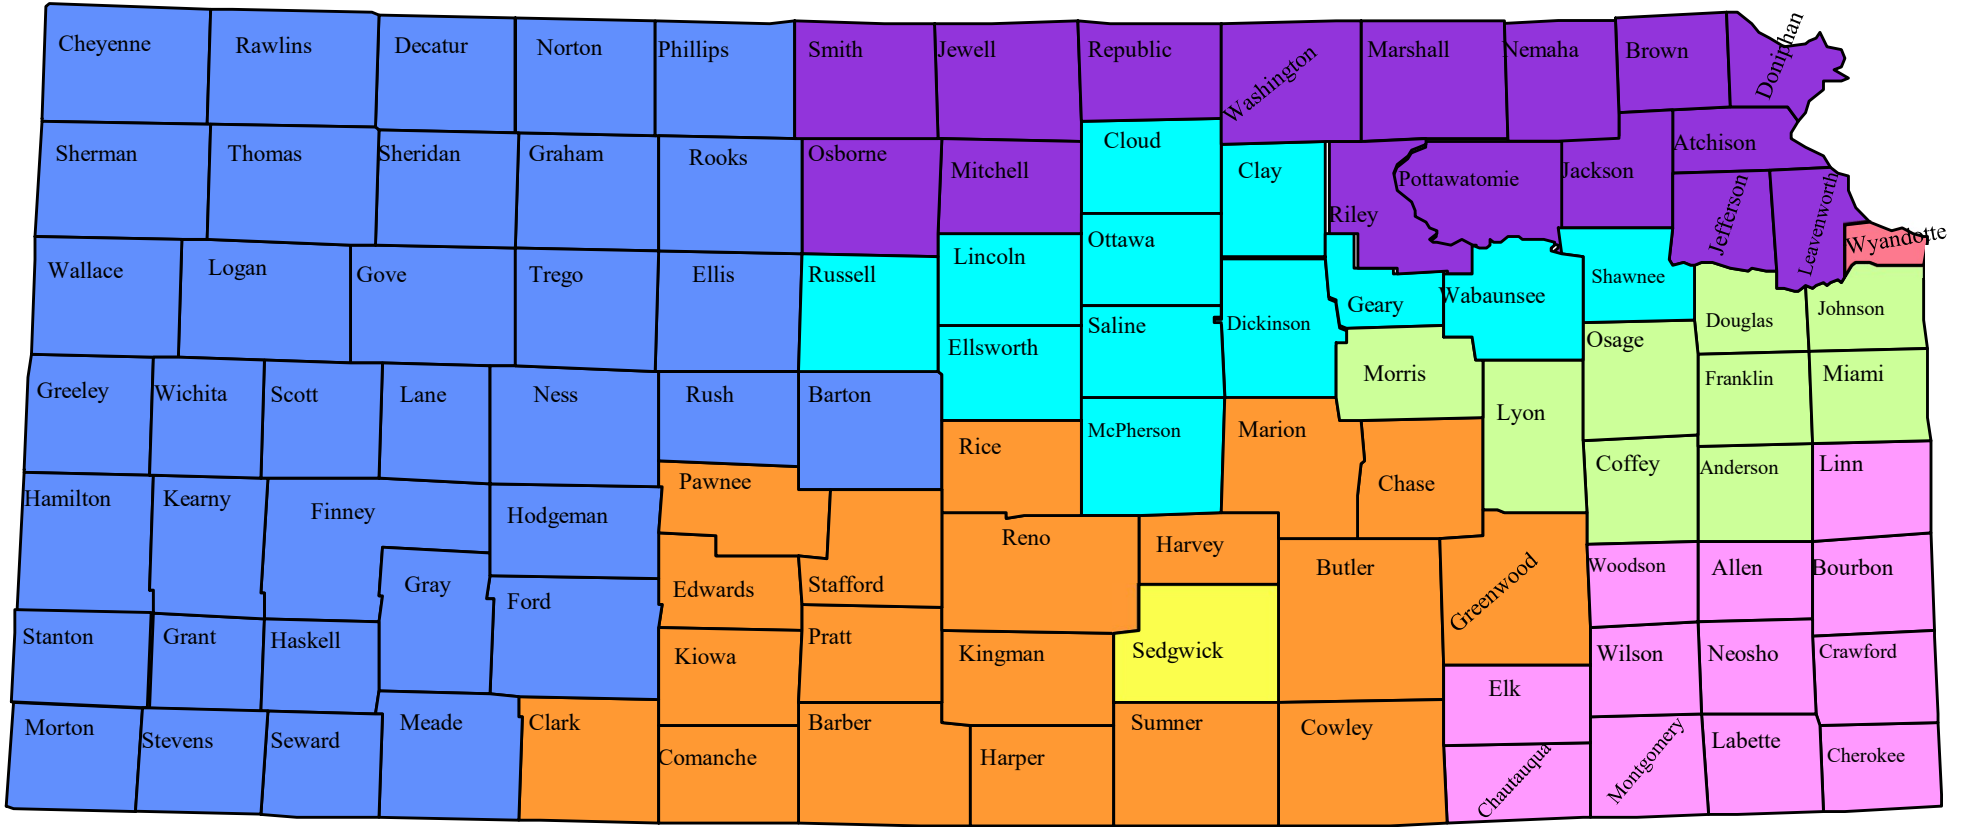 Cheyenne
Rawlins
Decatur
Norton
Phillips
Smith
Jewell
Republic
Washington
Marshall
Nemaha
Brown
Doniphan
Sherman
Thomas
Sheridan
Graham
Rooks
Osborne
Mitchell
Cloud
Clay
Riley
Pottawatomie
Jackson
Atchison
Jefferson
Leavenworth
Wyandotte
Wallace
Logan
Gove
Trego
Ellis
Russell
Lincoln
Ottawa
Saline
Dickinson
Geary
Wabaunsee
Shawnee
Douglas
Johnson
Ellsworth
Morris
Osage
Franklin
Miami
Greeley
Wichita
Scott
Lane
Ness
Rush
Barton
Rice
McPherson
Marion
Chase
Lyon
Coffey
Anderson
Linn
Hamilton
Kearny
Finney
Hodgeman
Pawnee
Stafford
Reno
Harvey
Butler
Greenwood
Woodson
Allen
Bourbon
Gray
Ford
Edwards
Stanton
Grant
Haskell
Kiowa
Pratt
Kingman
Sedgwick
Elk
Wilson
Neosho
Crawford
Morton
Stevens
Seward
Meade
Clark
Comanche
Barber
Harper
Sumner
Cowley
Chautauqua
Montgomery
Labette
Cherokee